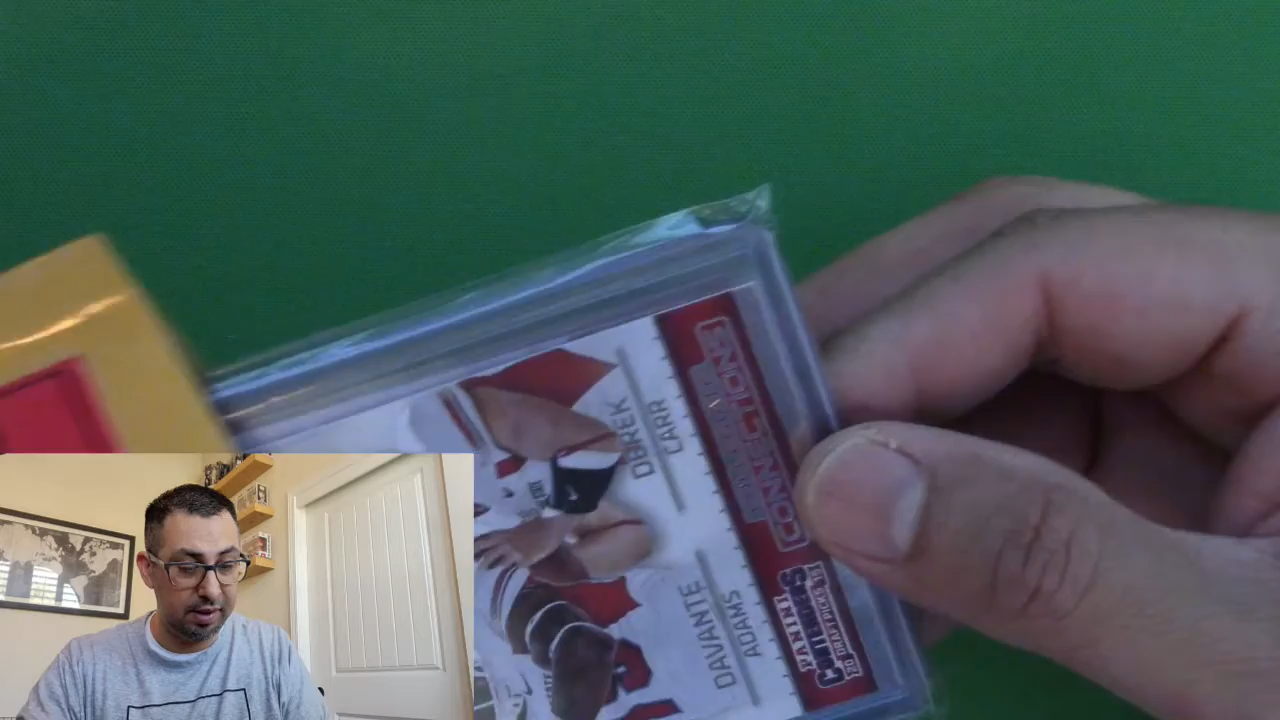 DEREK
CARR
DAVANTE
ADAMS
CONNECTIONS
PANINI
CONTENDERS
DRAFT PICKS